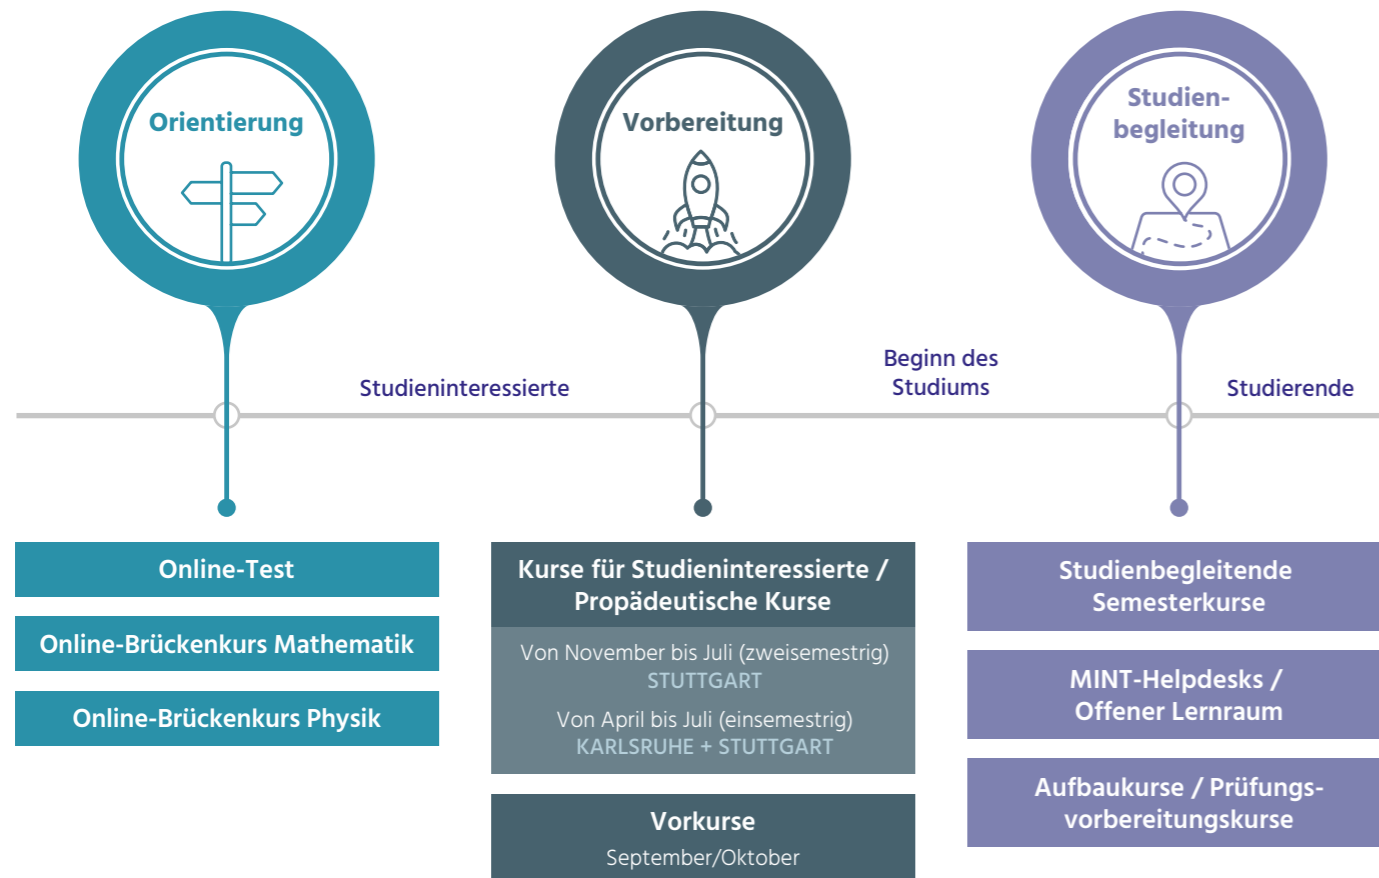 Orientierung
Vorbereitung
Studien-
begleitung
Studieninteressierte
Beginn des
Studiums
Studierende
Online-Test
Online-Brückenkurs Mathematik
Online-Brückenkurs Physik
Kurse für Studieninteressierte /
Propädeutische Kurse
Von November bis Juli (zweisemestrig)
STUTTGART
Von April bis Juli (einsemestrig)
KARLSRUHE + STUTTGART
Vorkurse
September/Oktober
Studienbegleitende
Semesterkurse
MINT-Helpdesks /
Offener Lernraum
Aufbaukurse / Prüfungs-
vorbereitungskurse